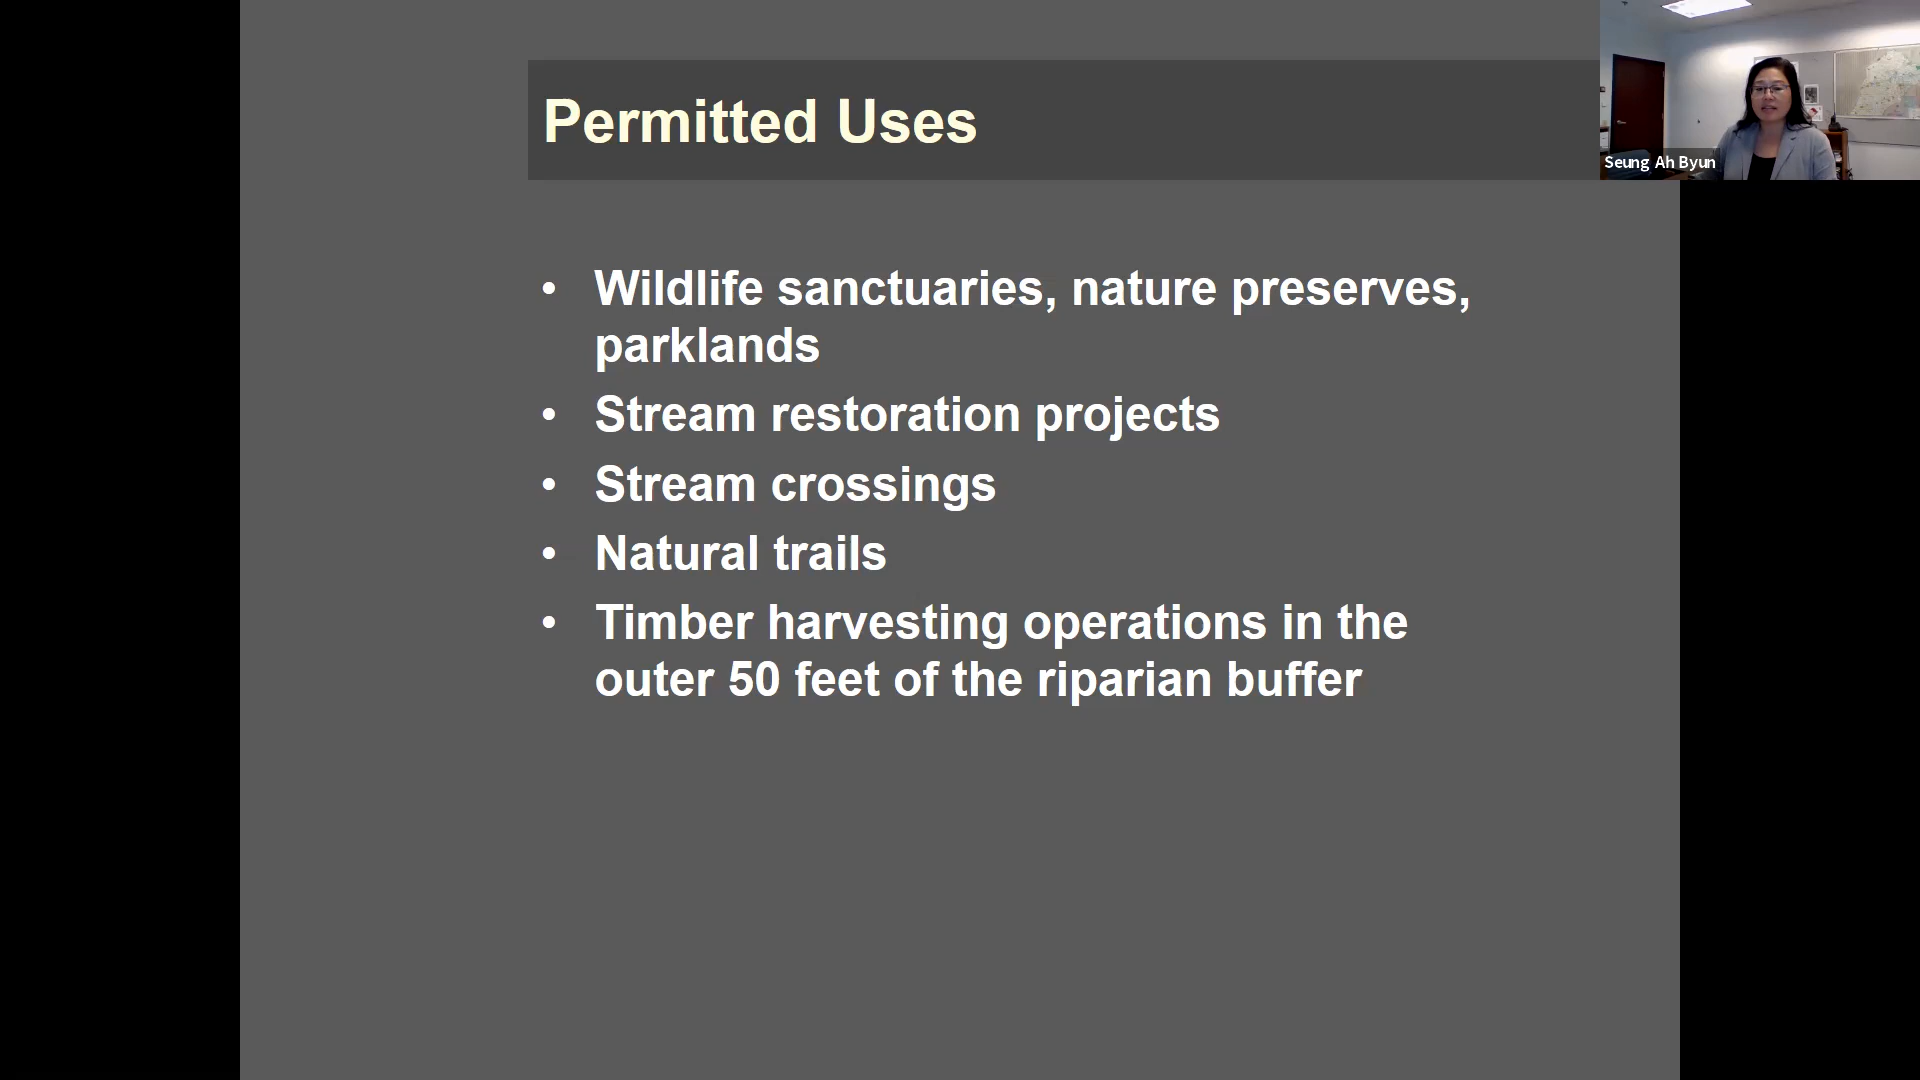 Permitted Uses
Seung Ah Byun
• Wildlife sanctuaries, nature preserves,
parklands
• Stream restoration projects
• Stream crossings
• Natural trails
• Timber harvesting operations in the
outer 50 feet of the riparian buffer